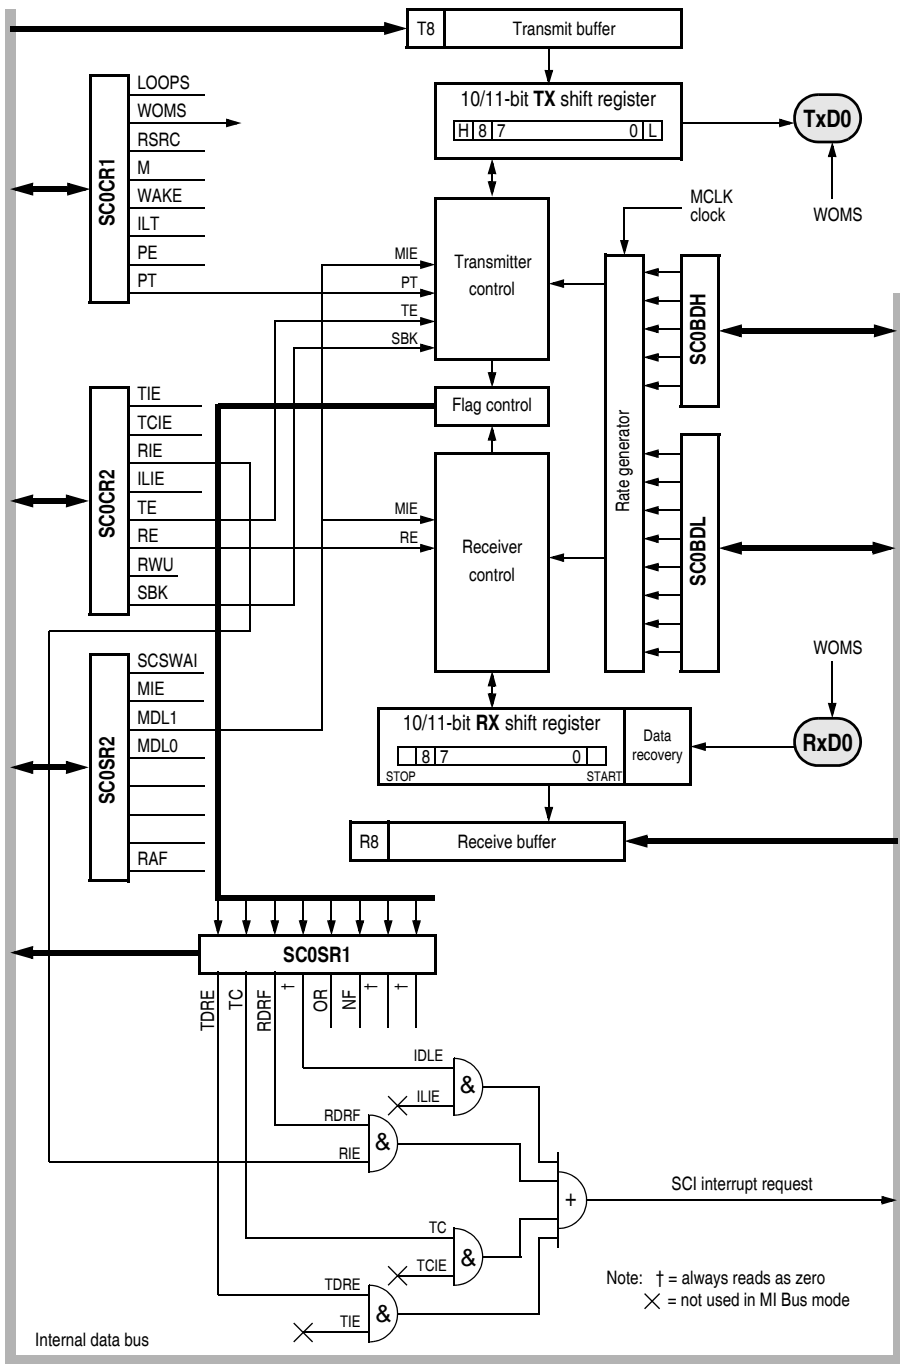 T8 Transmit buffer
10/11-bit TX shift register
H 8 7 0 L
TxD0
WOMS
MCLK
clock
SC0CR1
LOOPS
WOMS
RSRC
M
WAKE
ILT
PE
PT
MIE
PT
TE
SBK
Transmitter
control
SC0BDH
Rate generator
SC0BDL
Flag control
SC0CR2
TIE
TCIE
RIE
ILIE
TE
RE
RWU
SBK
MIE
RE
Receiver
control
WOMS
RxD0
SC0SR2
SCSWAI
MIE
MDL1
MDL0
RAF
10/11-bit RX shift register
8 7 0
STOP START
Data
recovery
R8 Receive buffer
SC0SR1
TDRE
TC
RDRF
†
OR
NF
†
†
IDLE
ILIE
&
RDRF
RIE
&
+
SCI interrupt request
TC
TCIE
&
TDRE
TIE
&
Note: † = always reads as zero
= not used in MI Bus mode
Internal data bus